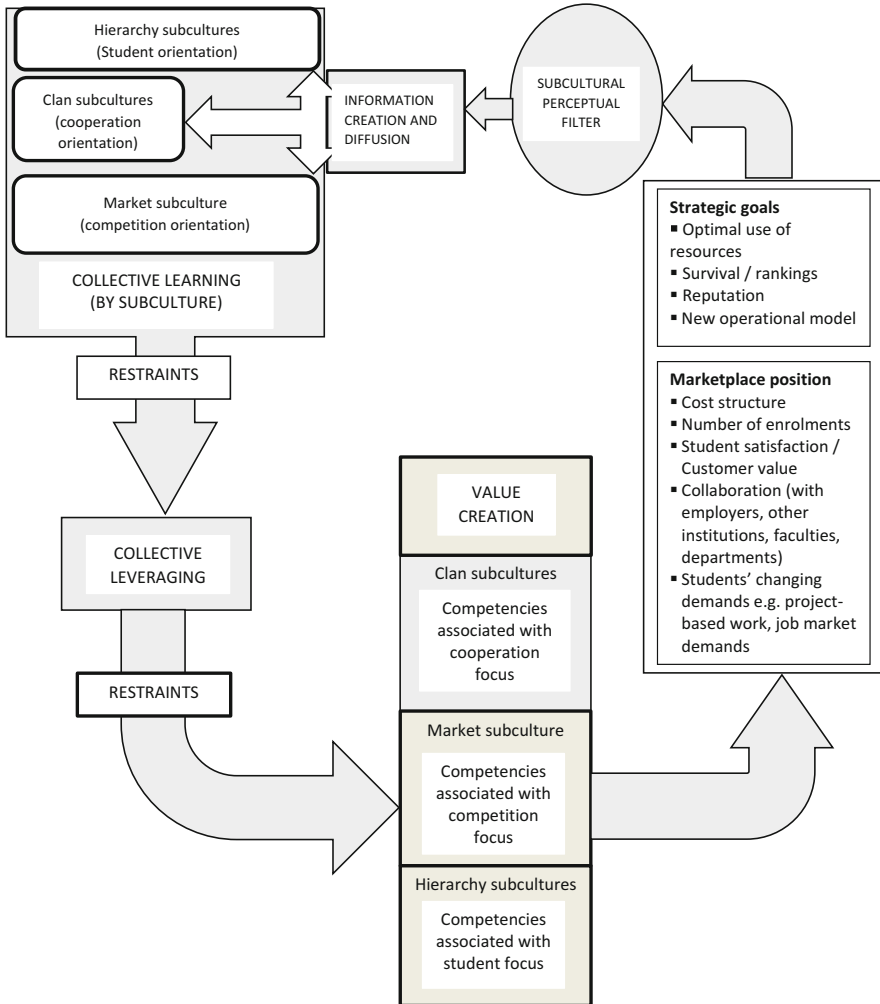 Hierarchy subcultures
(Student orientation)
Clan subcultures
(cooperation
orientation)
Market subculture
(competition orientation)
COLLECTIVE LEARNING
(BY SUBCULTURE)
INFORMATION
CREATION AND
DIFFUSION
SUBCULTURAL
PERCEPTUAL
FILTER
Strategic goals
▪ Optimal use of
resources
▪ Survival / rankings
▪ Reputation
▪ New operational model
Marketplace position
▪ Cost structure
▪ Number of enrolments
▪ Student satisfaction /
Customer value
▪ Collaboration (with
employers, other
institutions, faculties,
departments)
▪ Students’ changing
demands e.g. project-
based work, job market
demands
RESTRAINTS
COLLECTIVE
LEVERAGING
RESTRAINTS
VALUE
CREATION
Clan subcultures
Competencies
associated with
cooperation
focus
Market subculture
Competencies
associated with
competition
focus
Hierarchy subcultures
Competencies
associated with
student focus